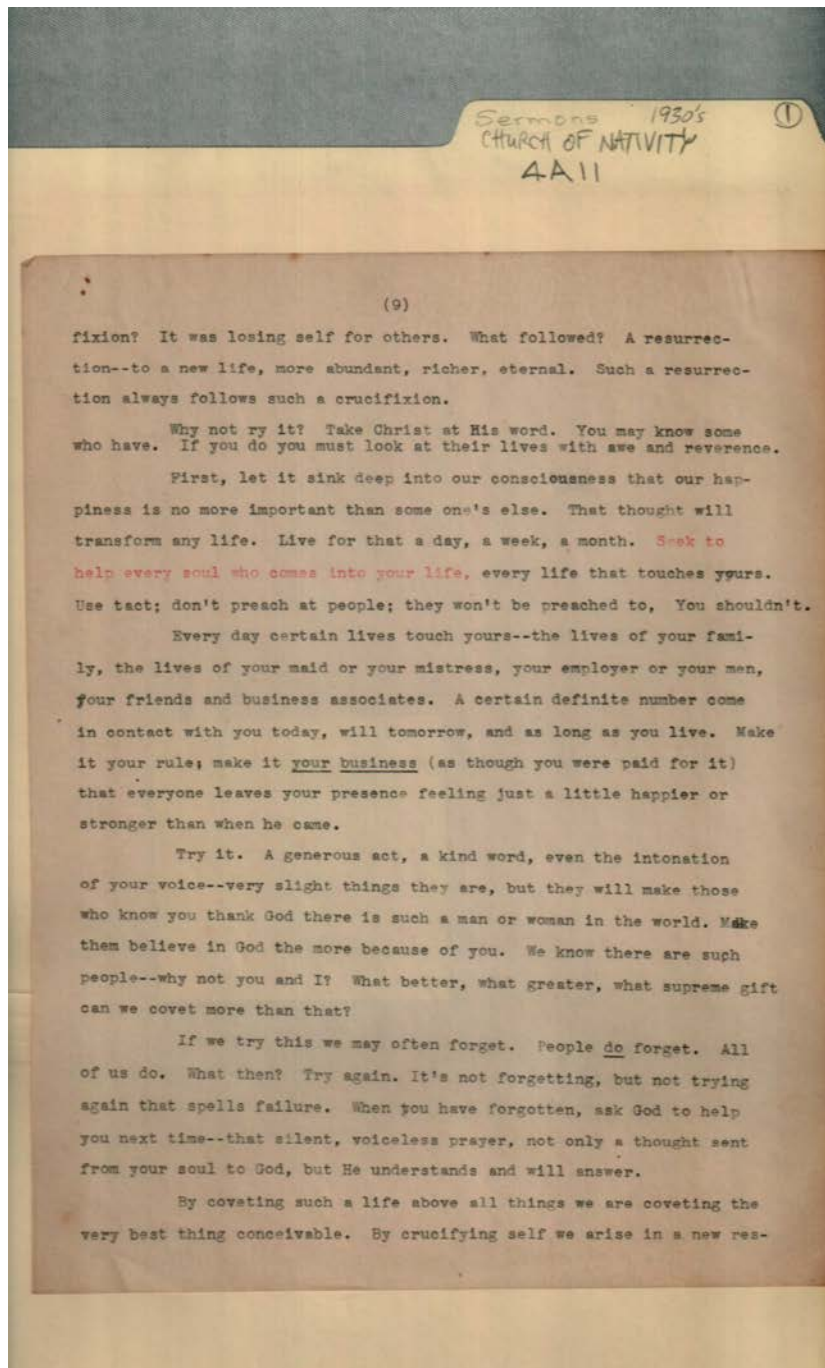 Sermons 1930's ①
CHURCH OF NATIVITY
4A11
(9)
fixion? It was losing self for others. What followed? A resurrec-
tion--to a new life, more abundant, richer, eternal. Such a resurrec-
tion always follows such a crucifixion.
Why not ry it? Take Christ at His word. You may know some
who have. If you do you must look at their lives with awe and reverence.
First, let it sink deep into our consciousness that our hap-
piness is no more important than some one's else. That thought will
transform any life. Live for that a day, a week, a month. Seek to
help every soul who comes into your life, every life that touches yours.
Use tact; don't preach at people; they won't be preached to, You shouldn't.
Every day certain lives touch yours--the lives of your fami-
ly, the lives of your maid or your mistress, your employer or your men,
your friends and business associates. A certain definite number come
in contact with you today, will tomorrow, and as long as you live. Make
it your rule; make it your business (as though you were paid for it)
that everyone leaves your presence feeling just a little happier or
stronger than when he came.
Try it. A generous act, a kind word, even the intonation
of your voice--very slight things they are, but they will make those
who know you thank God there is such a man or woman in the world. Make
them believe in God the more because of you. We know there are such
people--why not you and I? What better, what greater, what supreme gift
can we covet more than that?
If we try this we may often forget. People do forget. All
of us do. What then? Try again. It's not forgetting, but not trying
again that spells failure. When you have forgotten, ask God to help
you next time--that silent, voiceless prayer, not only a thought sent
from your soul to God, but He understands and will answer.
By coveting such a life above all things we are coveting the
very best thing conceivable. By crucifying self we arise in a new res-